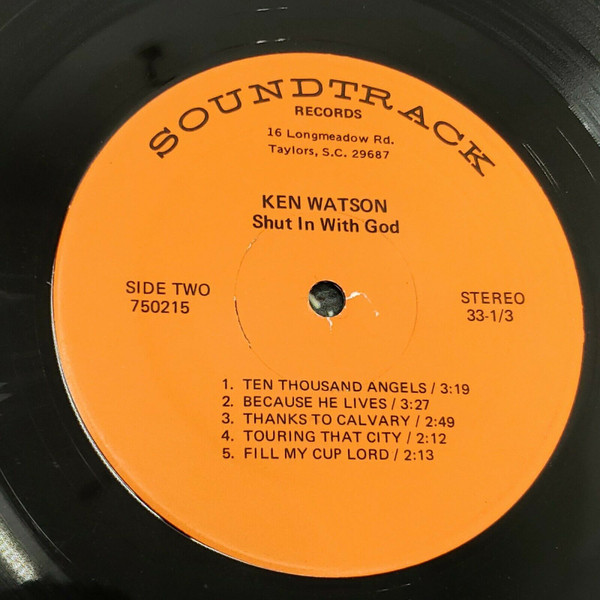 SOUNDTRACK
RECORDS
16 Longmeadow Rd.
Taylors, S.C. 29687
KEN WATSON
Shut In With God
SIDE TWO
750215
STEREO
33-1/3
1. TEN THOUSAND ANGELS / 3:19
2. BECAUSE HE LIVES / 3:27
3. THANKS TO CALVARY / 2:49
4. TOURING THAT CITY / 2:12
5. FILL MY CUP LORD / 2:13